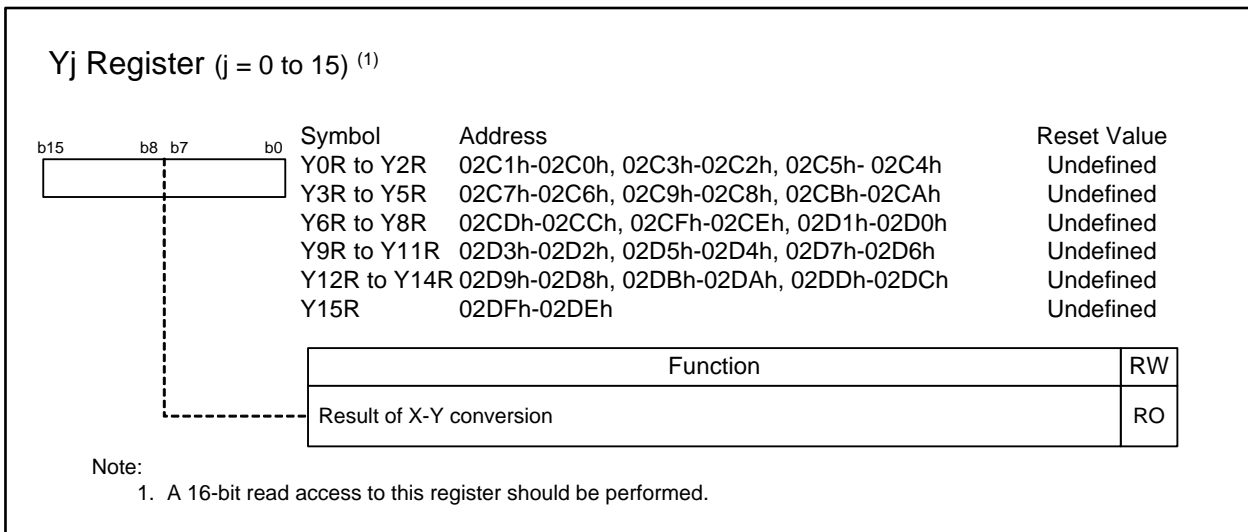 Yj Register (j = 0 to 15) (1)
b15 b8 b7 b0
Symbol Address Reset Value
Y0R to Y2R 02C1h-02C0h, 02C3h-02C2h, 02C5h- 02C4h Undefined
Y3R to Y5R 02C7h-02C6h, 02C9h-02C8h, 02CBh-02CAh Undefined
Y6R to Y8R 02CDh-02CCh, 02CFh-02CEh, 02D1h-02D0h Undefined
Y9R to Y11R 02D3h-02D2h, 02D5h-02D4h, 02D7h-02D6h Undefined
Y12R to Y14R 02D9h-02D8h, 02DBh-02DAh, 02DDh-02DCh Undefined
Y15R 02DFh-02DEh Undefined
Function RW
Result of X-Y conversion RO
Note:
1. A 16-bit read access to this register should be performed.